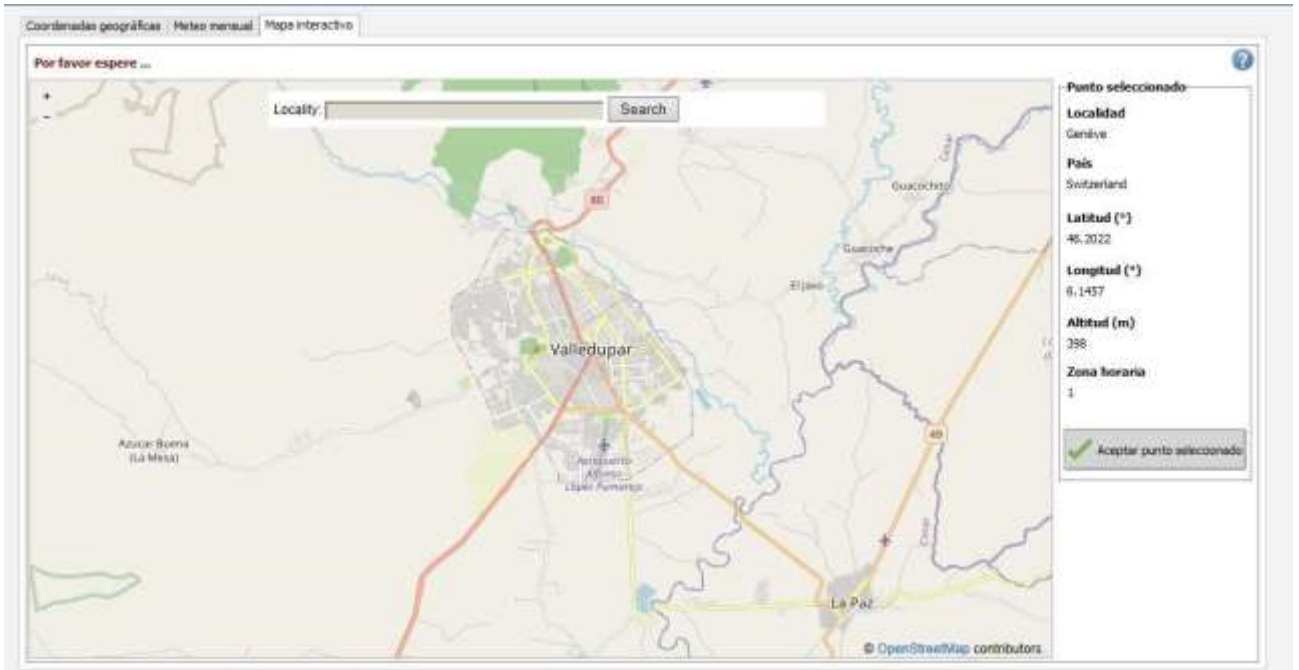 Coordenadas geográficas Meteo mensual Mapa interactivo
Por favor espere ...
+
-
Locality: Search
80
Guacochito
Cesar
Guacoche
El Jabo
Valledupar
Azucar Buena
(La Mesa)
Aeropuerto
Alfonso
López Pumarejo
49
Cesar
La Paz
© OpenStreetMap contributors
Punto seleccionado
Localidad
Genève
País
Switzerland
Latitud (°)
46.2022
Longitud (°)
6.1457
Altitud (m)
398
Zona horaria
1
Aceptar punto seleccionado